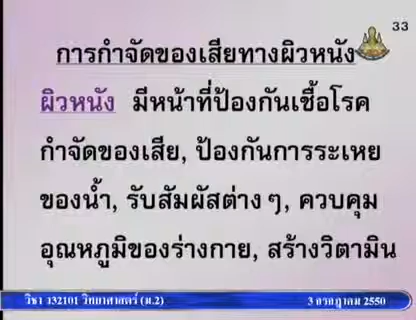 33
การกำจัดของเสียทางผิวหนัง
ผิวหนัง มีหน้าที่ป้องกันเชื้อโรค
กำจัดของเสีย, ป้องกันการระเหย
ของน้ำ, รับสัมผัสต่าง ๆ, ควบคุม
อุณหภูมิของร่างกาย, สร้างวิตามิน
วิชา ว32101 วิทยาศาสตร์ (ม.2) 3 กรกฎาคม 2550